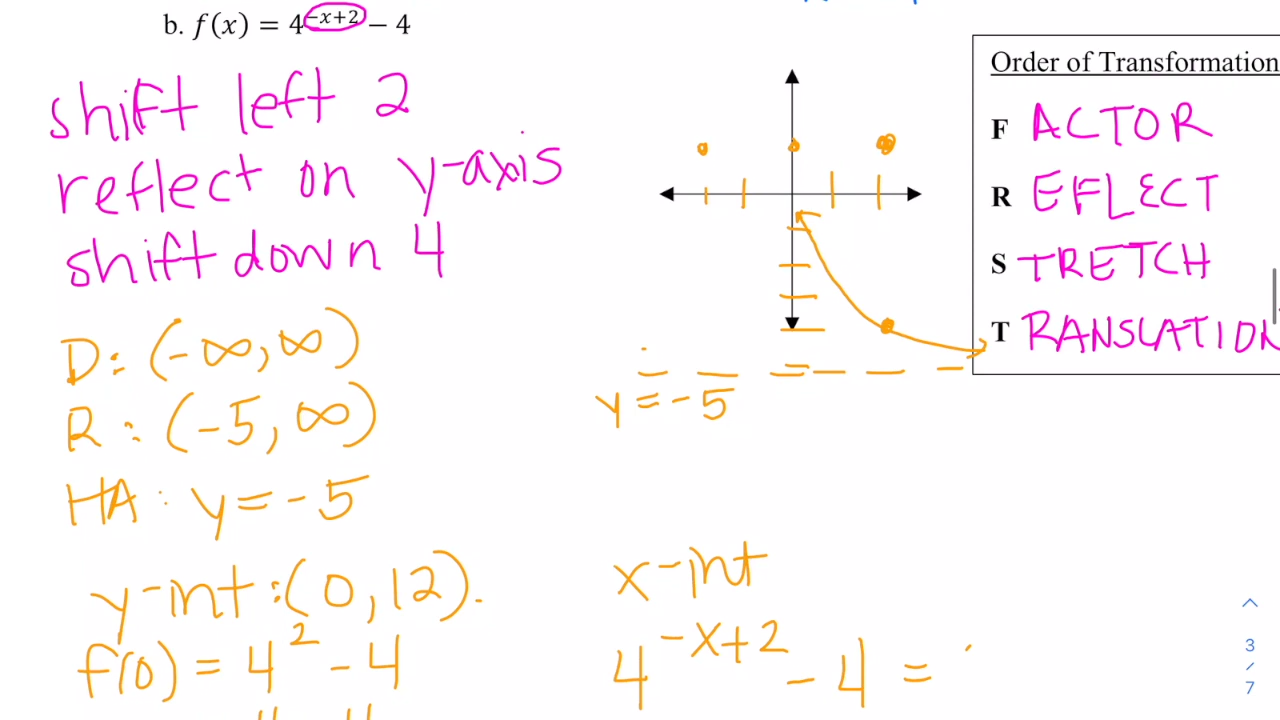 b. f(x) = 4^{-x+2} - 4
shift left 2
reflect on y-axis
shift down 4
D: (-∞, ∞)
R: (-5, ∞)
HA: y = -5
y-int: (0, 12).
f(0) = 4^2 - 4
y = -5
x-int
4^{-x+2} - 4 =
Order of Transformation
F ACTOR
R EFLECT
S TRETCH
T RANSLATION
3
/
7